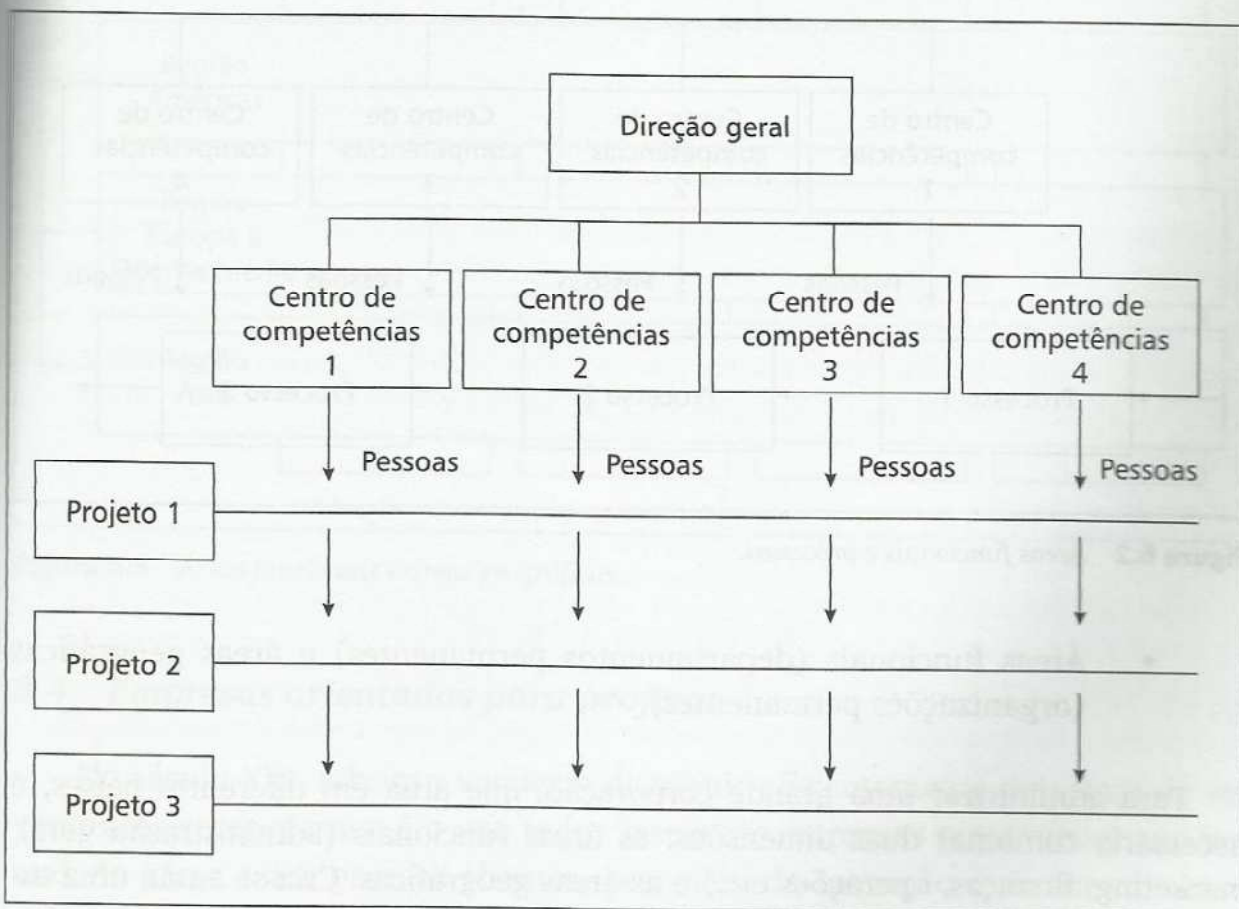 Direção geral
Centro de
competências
1
Centro de
competências
2
Centro de
competências
3
Centro de
competências
4
Pessoas
Pessoas
Pessoas
Pessoas
Projeto 1
Projeto 2
Projeto 3